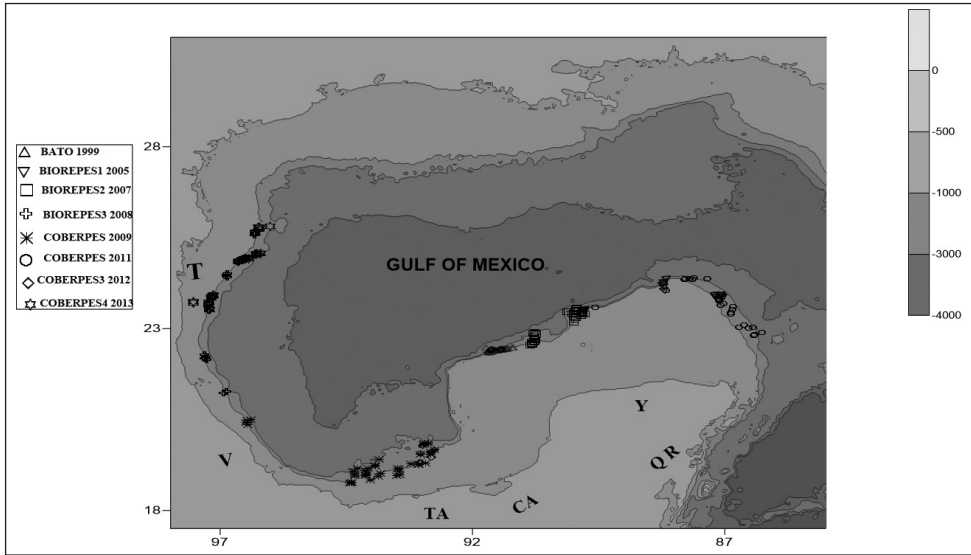 BATO 1999
BIOREPES1 2005
BIOREPES2 2007
BIOREPES3 2008
COBERPES 2009
COBERPES 2011
COBERPES3 2012
COBERPES4 2013
28
23
18
97
92
87
GULF OF MEXICO
T
V
TA
CA
Y
QR
0
-500
-1000
-3000
-4000